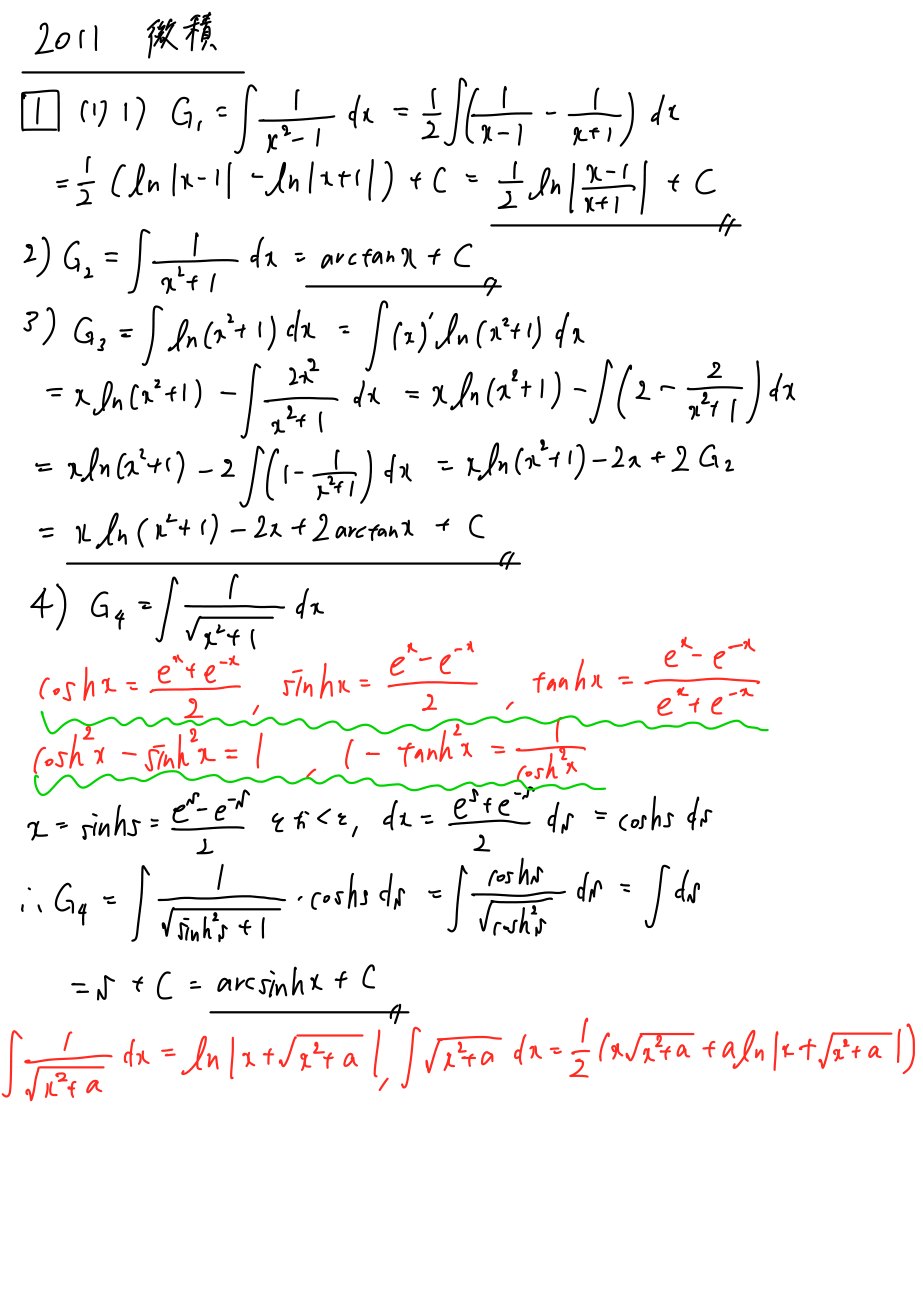 2011 微積
1 (1) 1) G₁ = ∫ 1/(x²-1) dx = 1/2 ∫(1/(x-1) - 1/(x+1)) dx
= 1/2 (ln|x-1| - ln|x+1|) + C = 1/2 ln|(x-1)/(x+1)| + C
2) G₂ = ∫ 1/(x²+1) dx = arctan x + C
3) G₃ = ∫ ln(x²+1) dx = ∫ (x)' ln(x²+1) dx
= x ln(x²+1) - ∫ 2x²/(x²+1) dx = x ln(x²+1) - ∫(2 - 2/(x²+1)) dx
= x ln(x²+1) - 2 ∫(1 - 1/(x²+1)) dx = x ln(x²+1) - 2x + 2G₂
= x ln(x²+1) - 2x + 2 arctan x + C
4) G₄ = ∫ 1/√(x²+1) dx
cosh x = (e^x + e^-x)/2, sinh x = (e^x - e^-x)/2, tanh x = (e^x - e^-x)/(e^x + e^-x)
cosh²x - sinh²x = 1, 1 - tanh²x = 1/cosh²x
x = sinh s = (e^s - e^-s)/2 とおくと, dx = (e^s + e^-s)/2 ds = cosh s ds
∴ G₄ = ∫ 1/√(sinh²s + 1) · cosh s ds = ∫ cosh s/√(cosh²s) ds = ∫ ds
= s + C = arcsinh x + C
∫ 1/√(x²+a) dx = ln|x+√(x²+a)|, ∫ √(x²+a) dx = 1/2 (x√(x²+a) + a ln|x+√(x²+a)|)